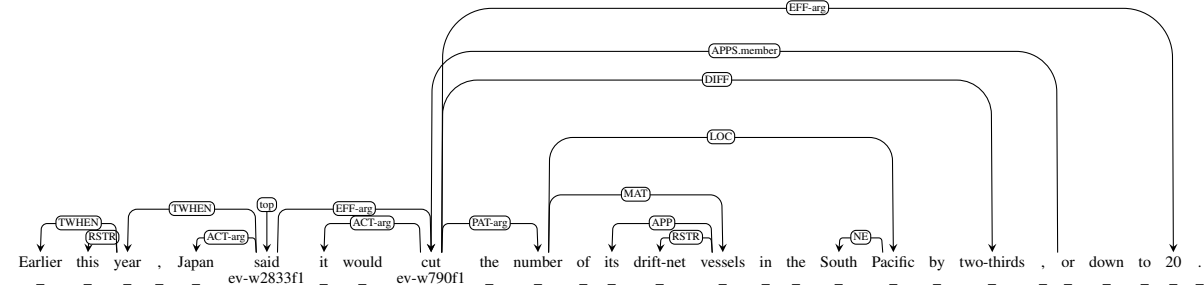 EFF-arg
APPS.member
DIFF
LOC
MAT
top
TWHEN EFF-arg
TWHEN ACT-arg PAT-arg APP
RSTR ACT-arg RSTR NE
Earlier this year , Japan said it would cut the number of its drift-net vessels in the South Pacific by two-thirds , or down to 20 .
_ _ _ _ _ ev-w2833f1 _ _ ev-w790f1 _ _ _ _ _ _ _ _ _ _ _ _ _ _ _ _ _ _